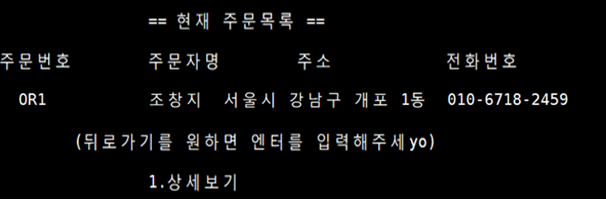 == 현재 주문목록 ==
주문번호 주문자명 주소 전화번호
OR1 조창지 서울시 강남구 개포 1동 010-6718-2459
(뒤로가기를 원하면 엔터를 입력해주세yo)
1.상세보기